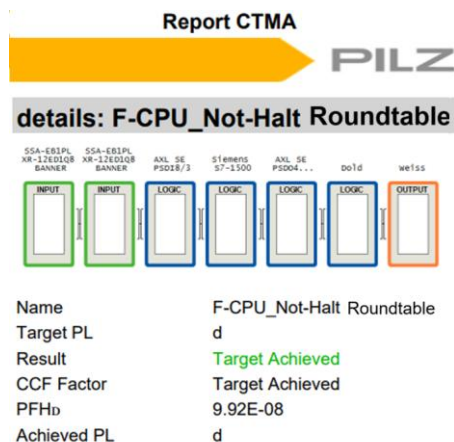 Report CTMA
PILZ
details: F-CPU_Not-Halt Roundtable
SSA-EB1PL SSA-EB1PL
XR-12ED1Q8 XR-12ED1Q8 AXL SE Siemens AXL SE
BANNER BANNER PSDI8/3 S7-1500 PSDO4... Dold Weiss
INPUT INPUT LOGIC LOGIC LOGIC LOGIC OUTPUT
Name F-CPU_Not-Halt Roundtable
Target PL d
Result Target Achieved
CCF Factor Target Achieved
PFHD 9.92E-08
Achieved PL d